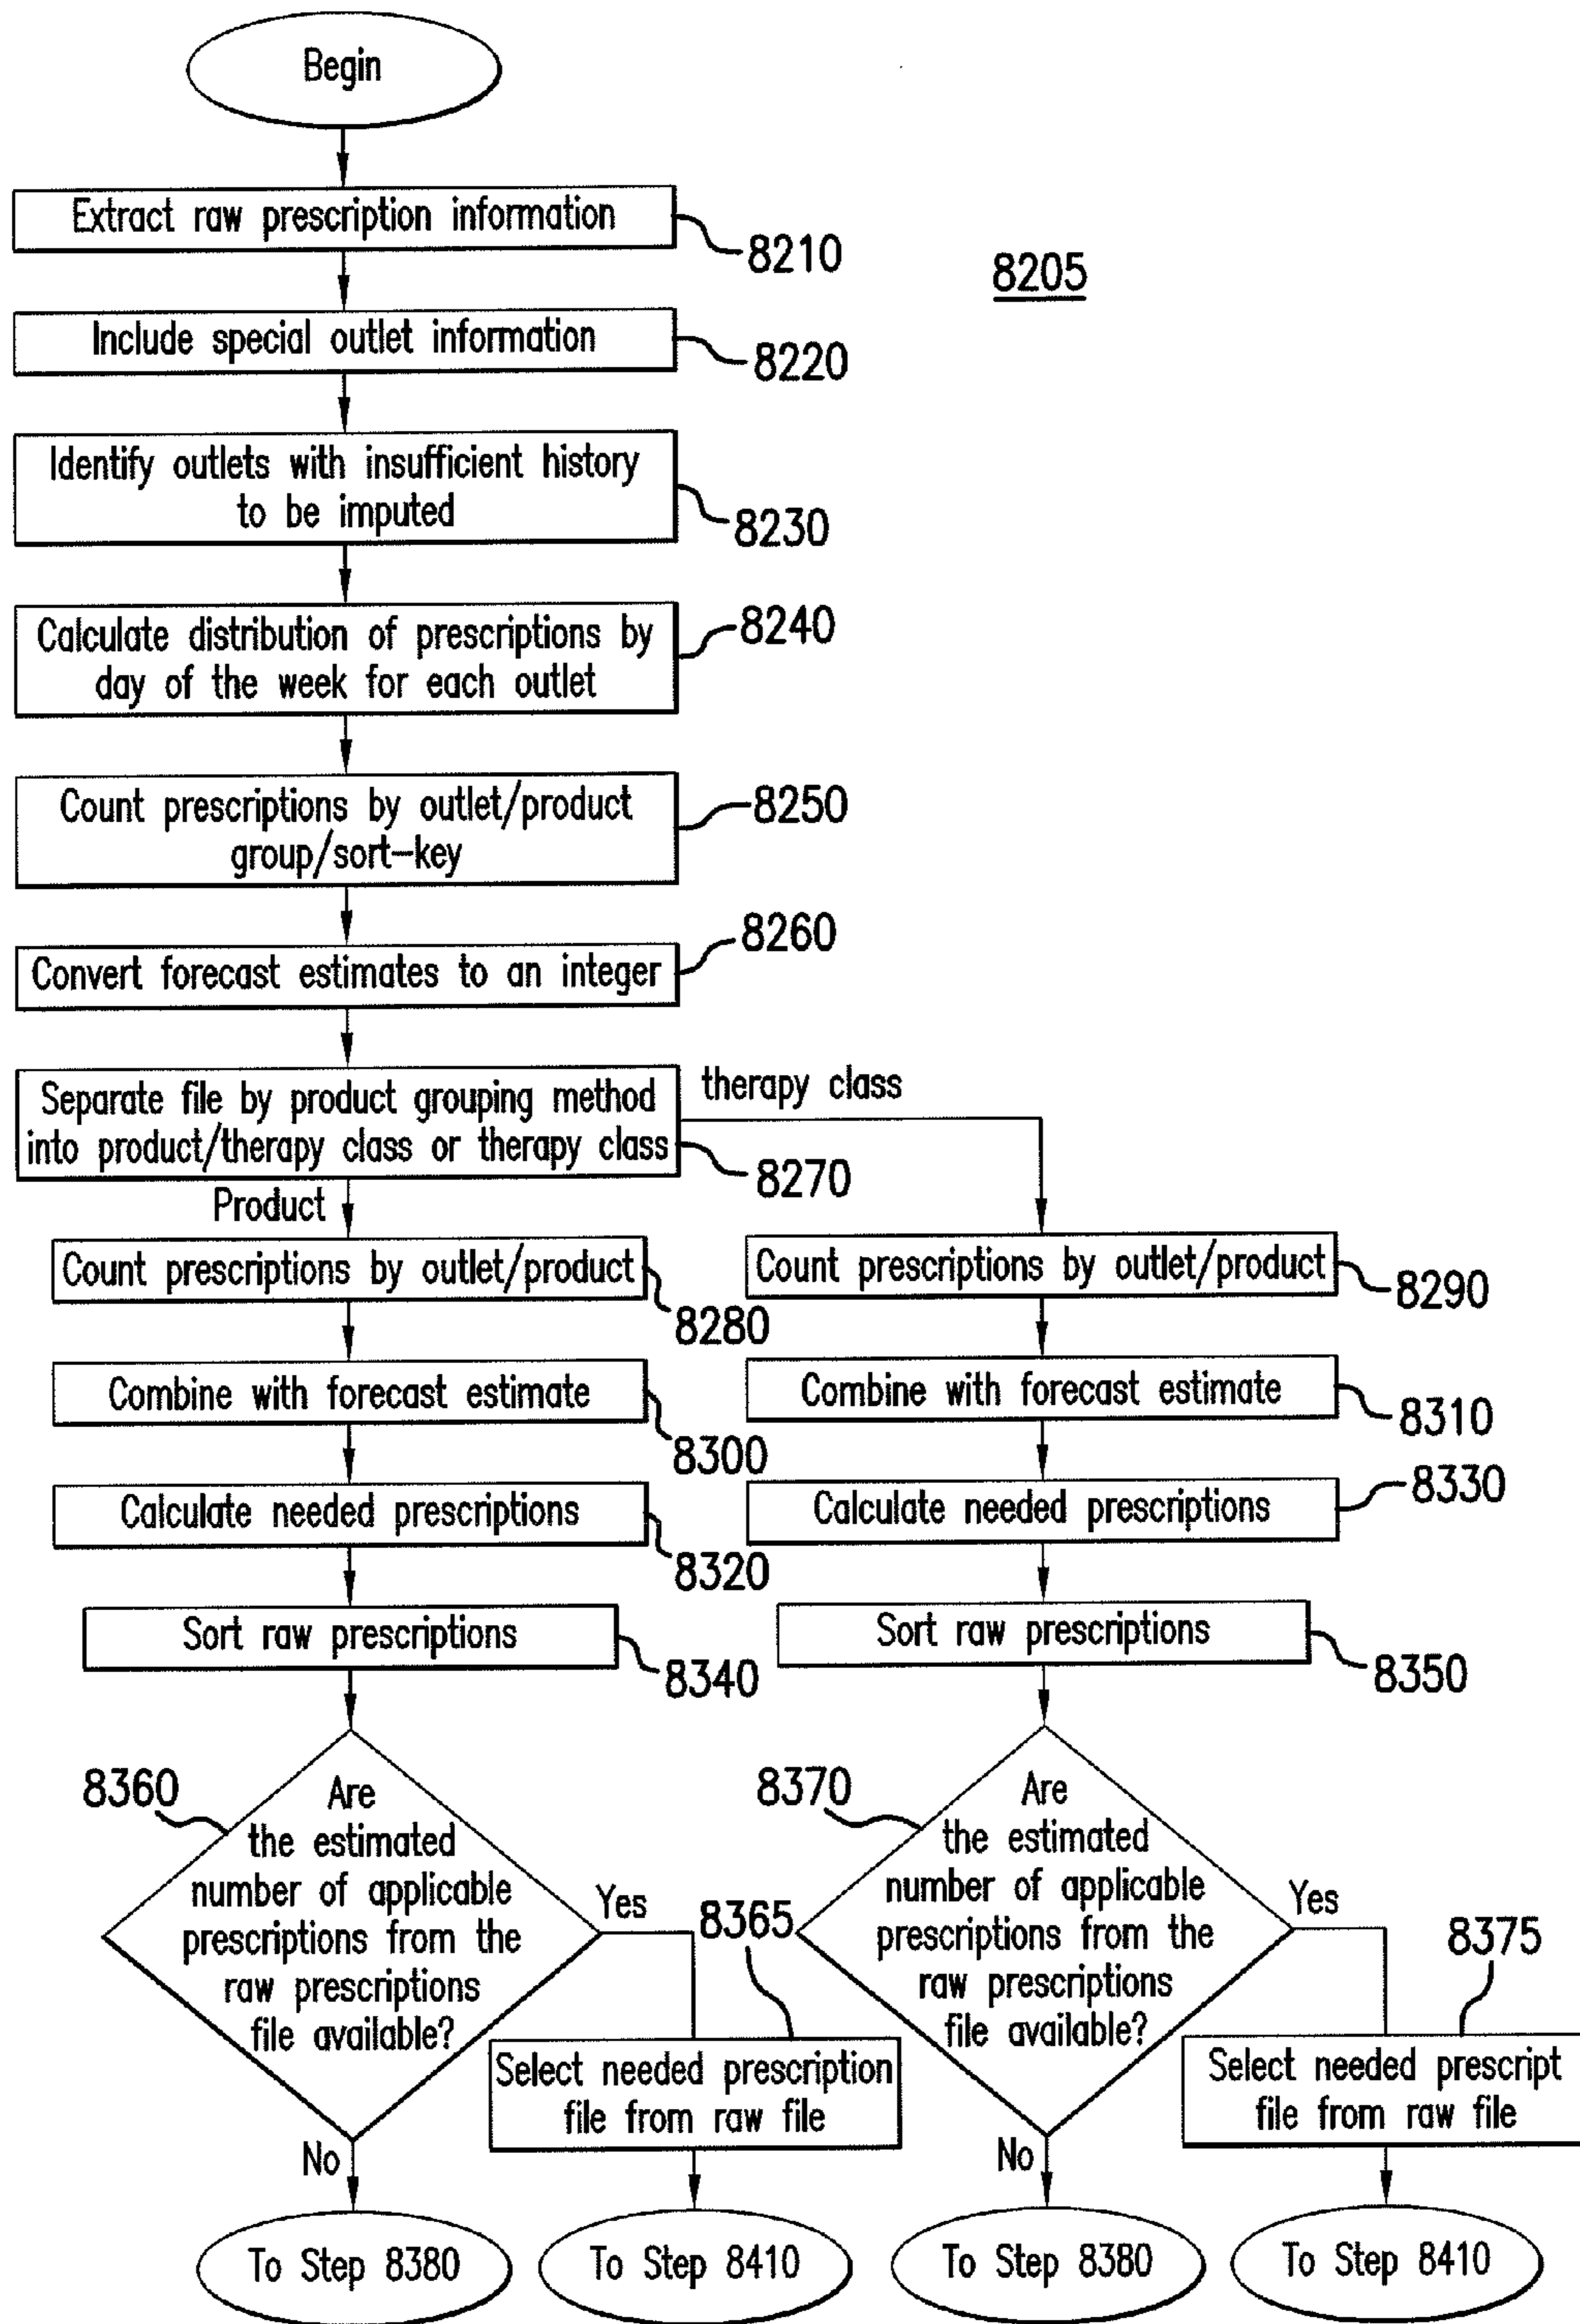 Begin
Extract raw prescription information
8210
8205
Include special outlet information
8220
Identify outlets with insufficient history
to be imputed
8230
Calculate distribution of prescriptions by
day of the week for each outlet
8240
Count prescriptions by outlet/product
group/sort-key
8250
Convert forecast estimates to an integer
8260
Separate file by product grouping method
into product/therapy class or therapy class
8270
therapy class
Product
Count prescriptions by outlet/product
8280
Count prescriptions by outlet/product
8290
Combine with forecast estimate
8300
Combine with forecast estimate
8310
Calculate needed prescriptions
8320
Calculate needed prescriptions
8330
Sort raw prescriptions
8340
Sort raw prescriptions
8350
8360
Are
the estimated
number of applicable
prescriptions from the
raw prescriptions
file available?
Yes
8365
Select needed prescription
file from raw file
No
To Step 8380
To Step 8410
8370
Are
the estimated
number of applicable
prescriptions from the
raw prescriptions
file available?
Yes
8375
Select needed prescript
file from raw file
No
To Step 8380
To Step 8410